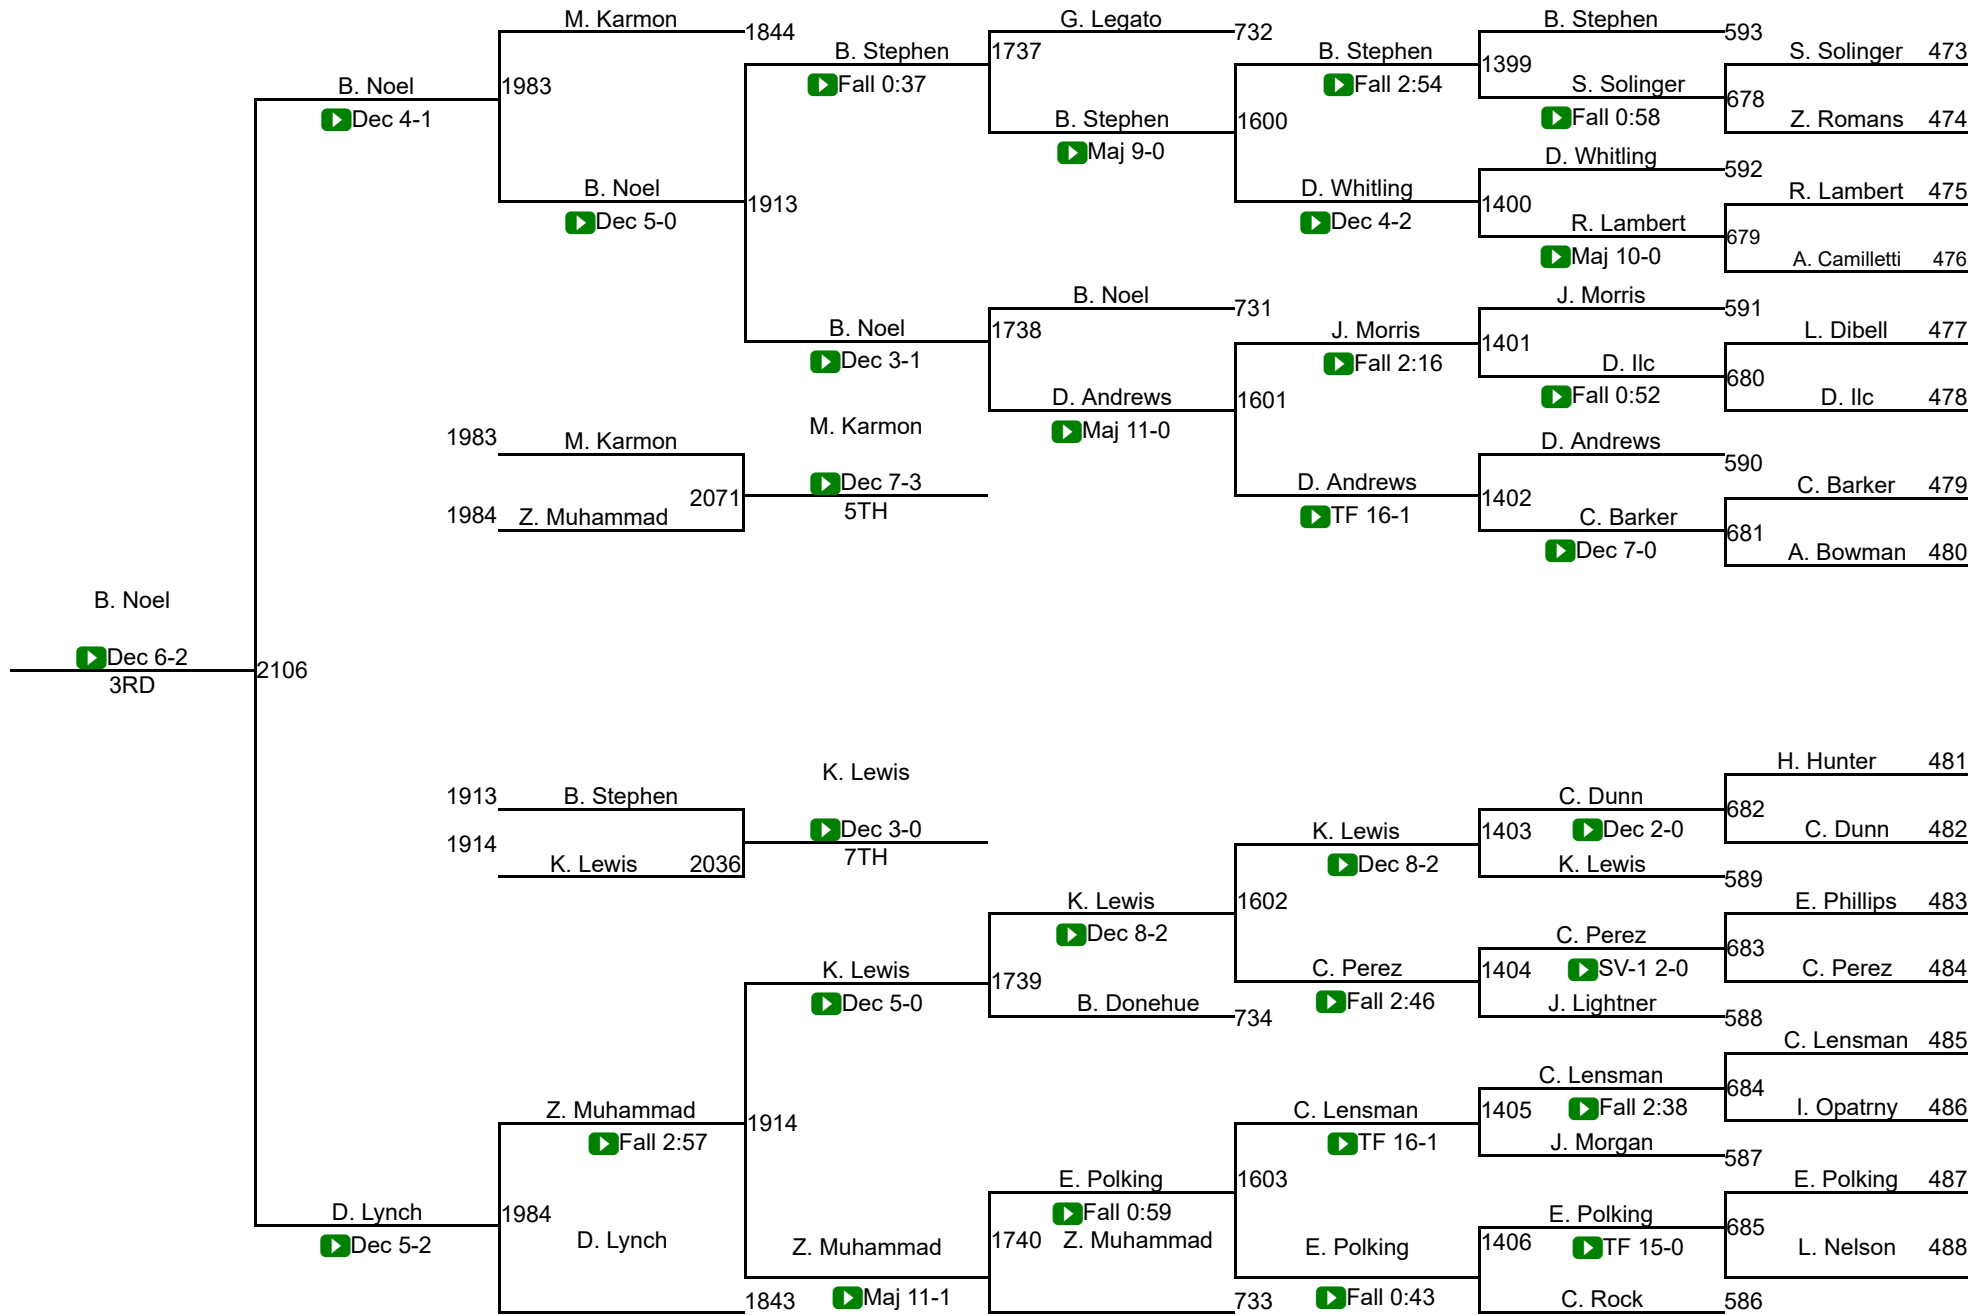 M. Karmon
1844
B. Noel
Dec 4-1
1983
B. Noel
Dec 5-0
B. Stephen
Fall 0:37
1913
B. Noel
Dec 3-1
G. Legato
732
1737
B. Stephen
Maj 9-0
B. Noel
731
1738
D. Andrews
Maj 11-0
B. Stephen
Fall 2:54
1600
D. Whitling
Dec 4-2
J. Morris
Fall 2:16
1601
D. Andrews
TF 16-1
B. Stephen
593
1399
S. Solinger
Fall 0:58
D. Whitling
592
1400
R. Lambert
Maj 10-0
J. Morris
591
1401
D. Ilc
Fall 0:52
D. Andrews
590
1402
C. Barker
Dec 7-0
S. Solinger 473
678
Z. Romans 474
R. Lambert 475
679
A. Camilletti 476
L. Dibell 477
680
D. Ilc 478
C. Barker 479
681
A. Bowman 480
1983
M. Karmon
1984
Z. Muhammad
2071
M. Karmon
Dec 7-3
5TH
B. Noel
Dec 6-2
3RD
2106
1913
B. Stephen
1914
K. Lewis
2036
K. Lewis
Dec 3-0
7TH
D. Lynch
Dec 5-2
1984
Z. Muhammad
Fall 2:57
D. Lynch
1843
K. Lewis
Dec 5-0
1914
Z. Muhammad
Maj 11-1
K. Lewis
Dec 8-2
1739
B. Donehue
734
E. Polking
Fall 0:59
1740
Z. Muhammad
733
K. Lewis
Dec 8-2
1602
C. Perez
Fall 2:46
C. Lensman
TF 16-1
1603
E. Polking
Fall 0:43
C. Dunn
Dec 2-0
1403
K. Lewis
589
C. Perez
SV-1 2-0
1404
J. Lightner
588
C. Lensman
Fall 2:38
1405
J. Morgan
587
E. Polking
TF 15-0
1406
C. Rock
586
H. Hunter 481
682
C. Dunn 482
E. Phillips 483
683
C. Perez 484
C. Lensman 485
684
I. Opatrny 486
E. Polking 487
685
L. Nelson 488